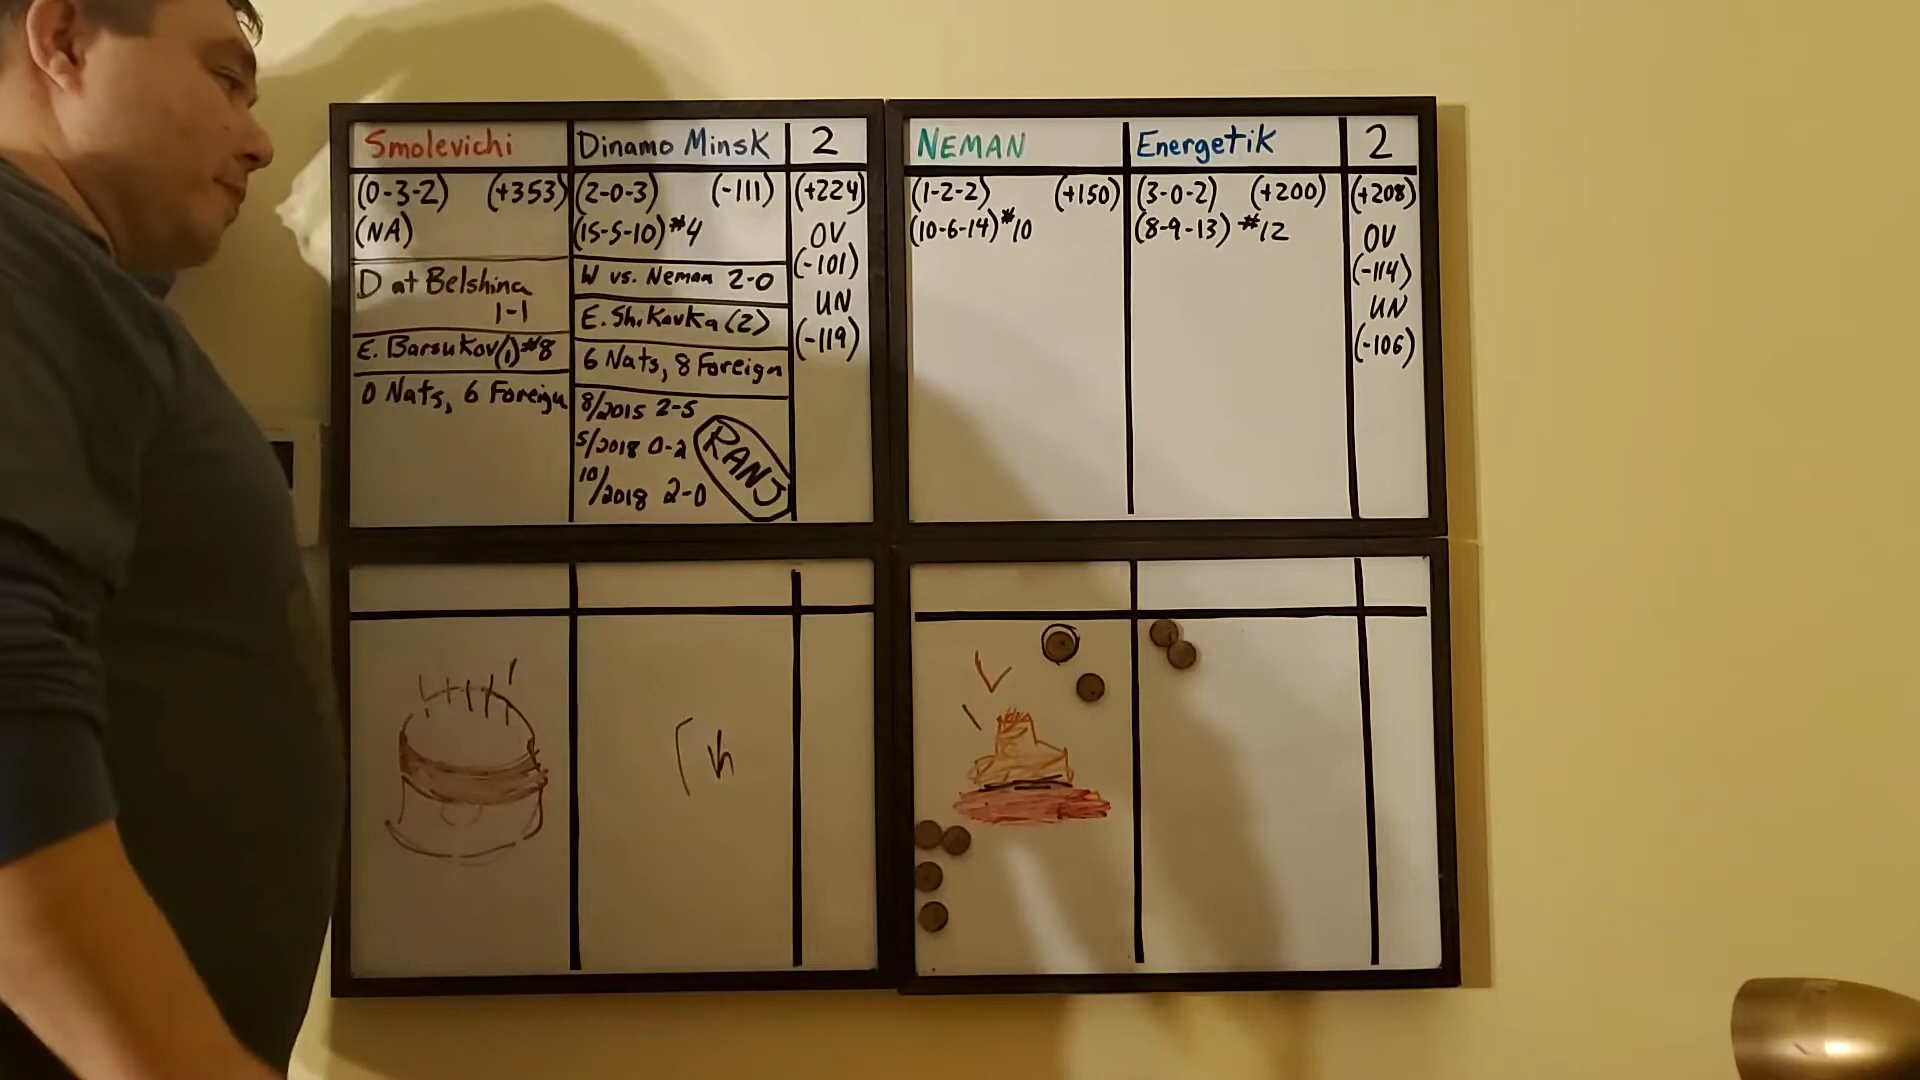 Smolevichi
(0-3-2) (+353)
(NA)
D at Belshina
1-1
E. Barsukov(1)#8
0 Nats, 6 Foreign
Dinamo Minsk
(2-0-3) (-111)
(15-5-10)#4
W vs. Neman 2-0
E. Shikavka (2)
6 Nats, 8 Foreign
8/2015 2-5
5/2018 0-2
10/2018 2-0
RANJ
2
(+224)
OV
(-101)
UN
(-119)
NEMAN
(1-2-2) (+150)
(10-6-14)#10
Energetik
(3-0-2) (+200)
(8-9-13) #12
2
(+208)
OV
(-114)
UN
(-106)